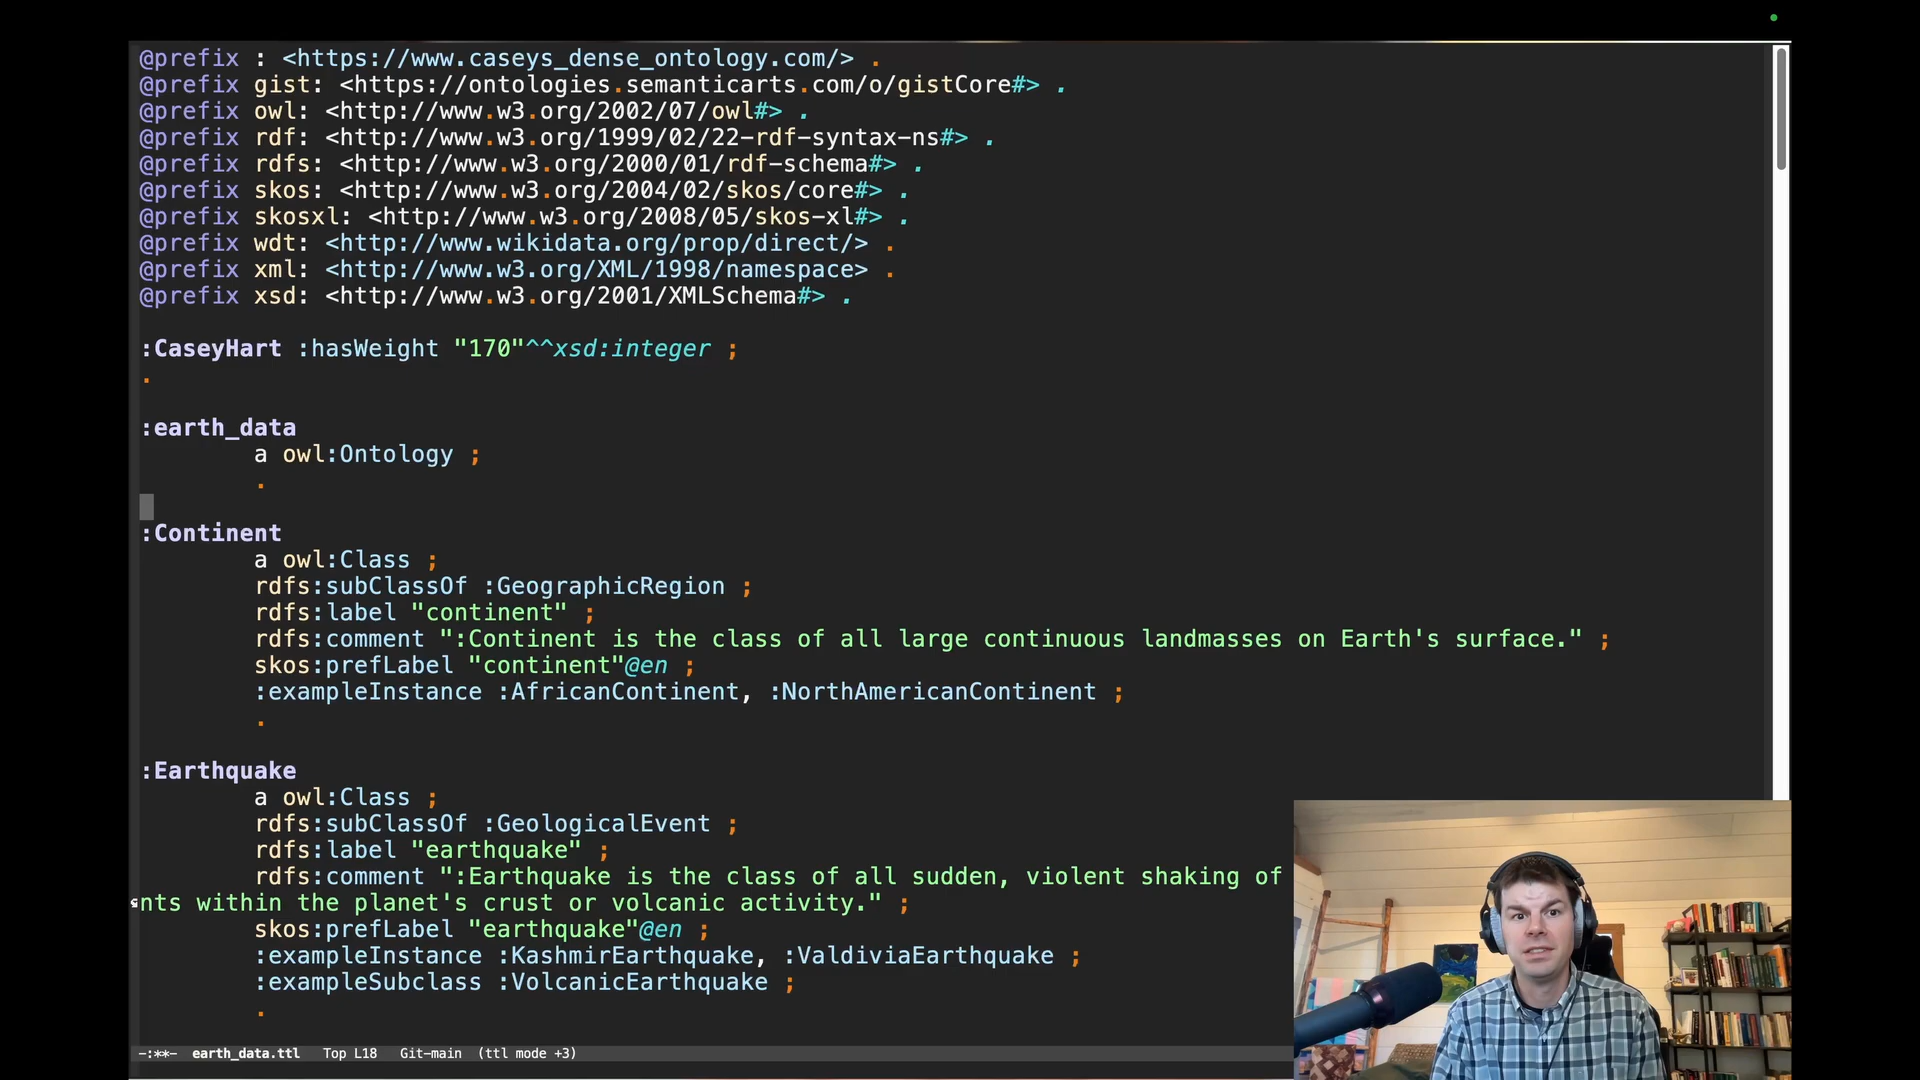 @prefix : <https://www.caseys_dense_ontology.com/> .
@prefix gist: <https://ontologies.semanticarts.com/o/gistCore#> .
@prefix owl: <http://www.w3.org/2002/07/owl#> .
@prefix rdf: <http://www.w3.org/1999/02/22-rdf-syntax-ns#> .
@prefix rdfs: <http://www.w3.org/2000/01/rdf-schema#> .
@prefix skos: <http://www.w3.org/2004/02/skos/core#> .
@prefix skosxl: <http://www.w3.org/2008/05/skos-xl#> .
@prefix wdt: <http://www.wikidata.org/prop/direct/> .
@prefix xml: <http://www.w3.org/XML/1998/namespace> .
@prefix xsd: <http://www.w3.org/2001/XMLSchema#> .
:CaseyHart :hasWeight "170"^^xsd:integer ;
.
:earth_data
a owl:Ontology ;
.
:Continent
a owl:Class ;
rdfs:subClassOf :GeographicRegion ;
rdfs:label "continent" ;
rdfs:comment ":Continent is the class of all large continuous landmasses on Earth's surface." ;
skos:prefLabel "continent"@en ;
:exampleInstance :AfricanContinent, :NorthAmericanContinent ;
.
:Earthquake
a owl:Class ;
rdfs:subClassOf :GeologicalEvent ;
rdfs:label "earthquake" ;
rdfs:comment ":Earthquake is the class of all sudden, violent shaking of
nts within the planet's crust or volcanic activity." ;
skos:prefLabel "earthquake"@en ;
:exampleInstance :KashmirEarthquake, :ValdiviaEarthquake ;
:exampleSubclass :VolcanicEarthquake ;
.
-:**- earth_data.ttl Top L18 Git-main (ttl mode +3)